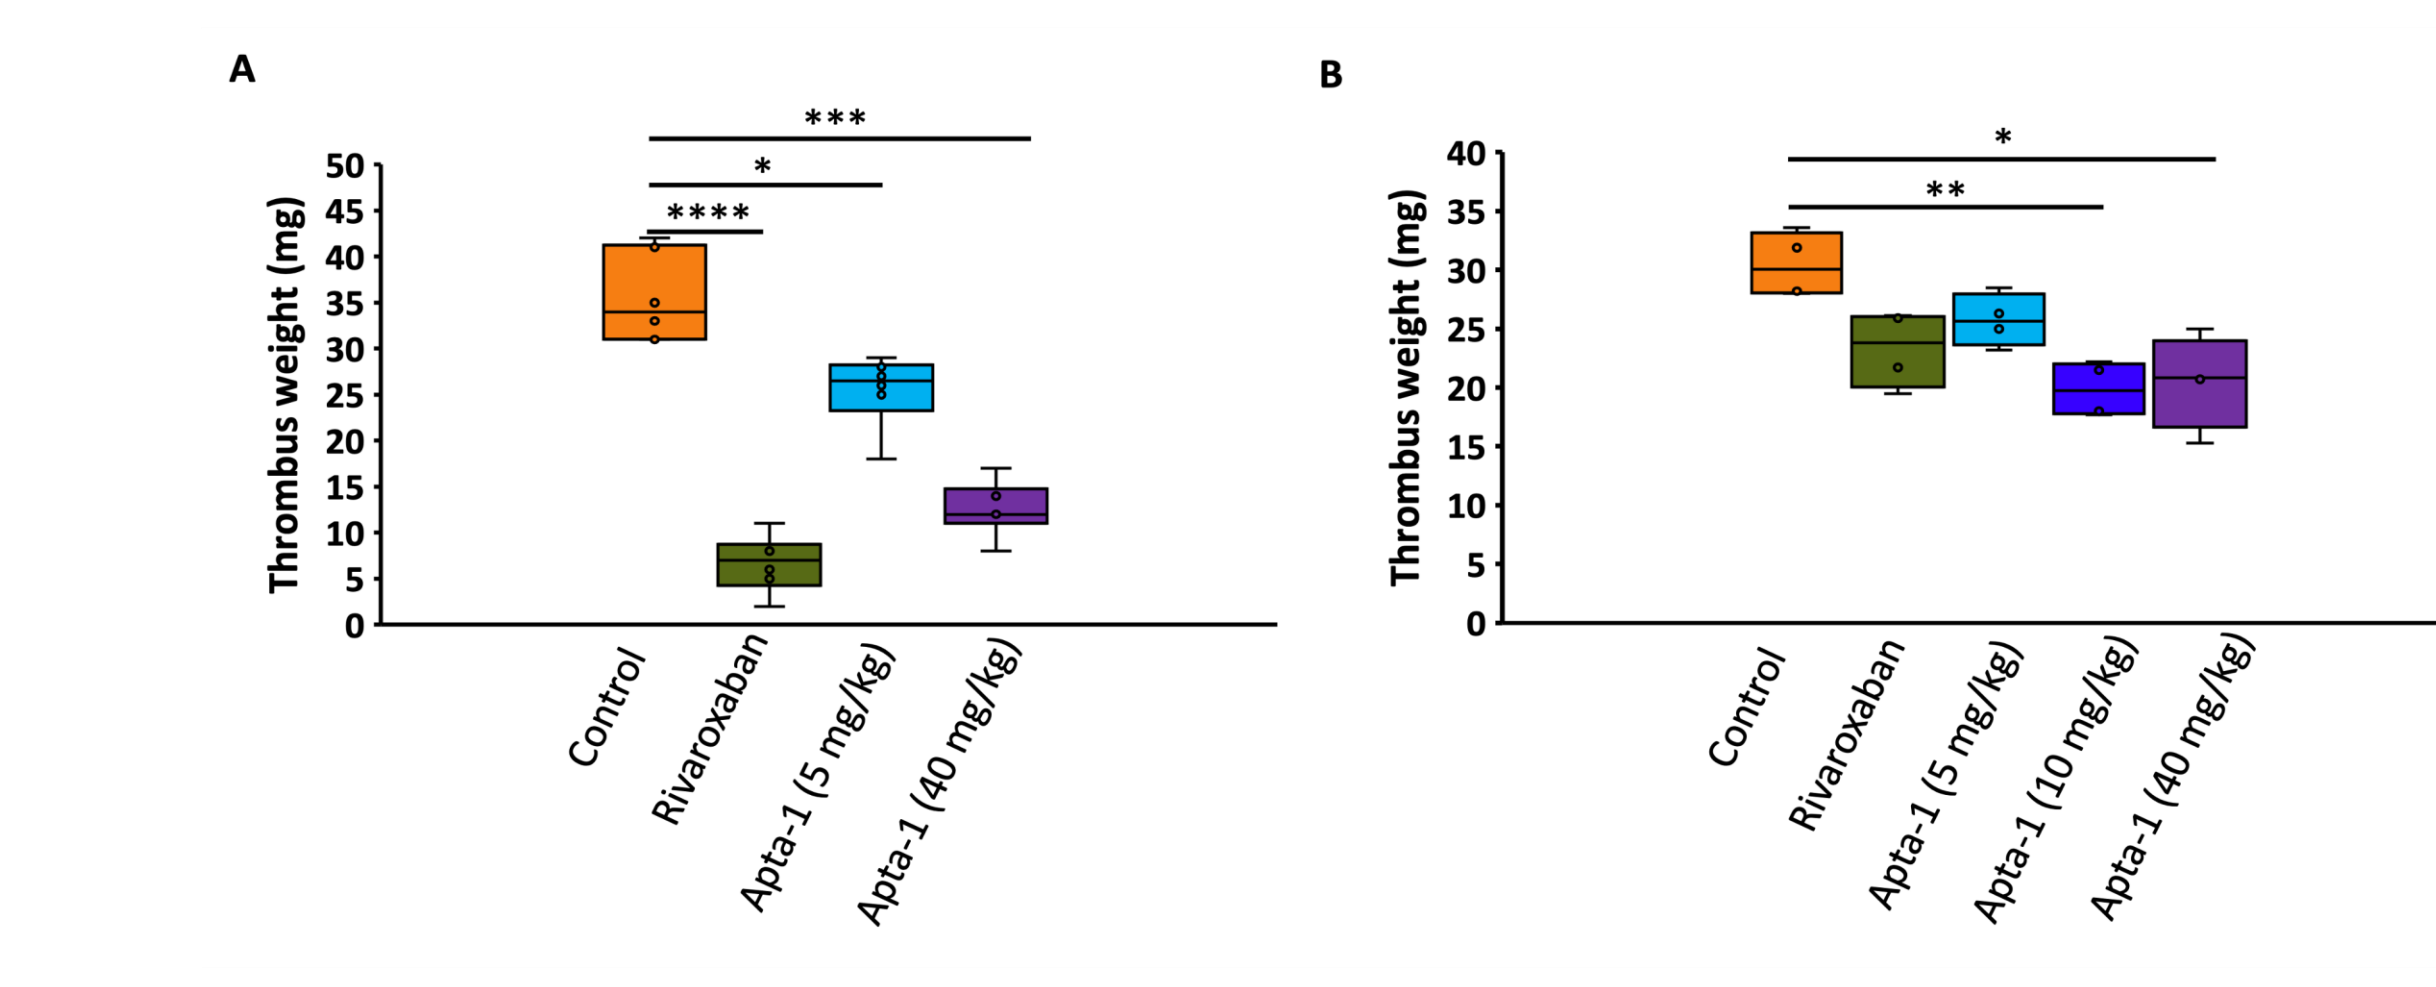 A
***
*
****
Thrombus weight (mg)
50
45
40
35
30
25
20
15
10
5
0
Control
Rivaroxaban
Apta-1 (5 mg/kg)
Apta-1 (40 mg/kg)
B
*
**
Thrombus weight (mg)
40
35
30
25
20
15
10
5
0
Control
Rivaroxaban
Apta-1 (5 mg/kg)
Apta-1 (10 mg/kg)
Apta-1 (40 mg/kg)